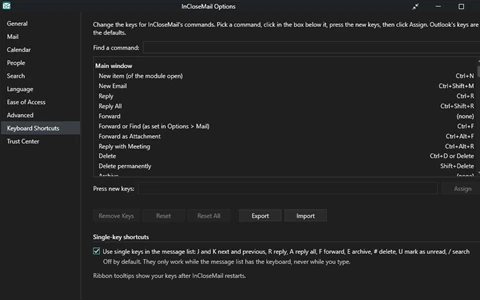 InCloseMail Options
General
Mail
Calendar
People
Search
Language
Ease of Access
Advanced
Keyboard Shortcuts
Trust Center
Change the keys for InCloseMail's commands. Pick a command, click in the box below it, press the new keys, then click Assign. Outlook's keys are
the defaults.
Find a command:
Main window
New item (of the module open) Ctrl+N
New Email Ctrl+Shift+M
Reply Ctrl+R
Reply All Ctrl+Shift+R
Forward (none)
Forward or Find (as set in Options > Mail) Ctrl+F
Forward as Attachment Ctrl+Alt+F
Reply with Meeting Ctrl+Alt+R
Delete Ctrl+D or Delete
Delete permanently Shift+Delete
Archive (none)
Press new keys: Assign
Remove Keys Reset Reset All Export Import
Single-key shortcuts
Use single keys in the message list: J and K next and previous, R reply, A reply all, F forward, E archive, # delete, U mark as unread, / search
Off by default. They only work while the message list has the keyboard, never while you type.
Ribbon tooltips show your keys after InCloseMail restarts.